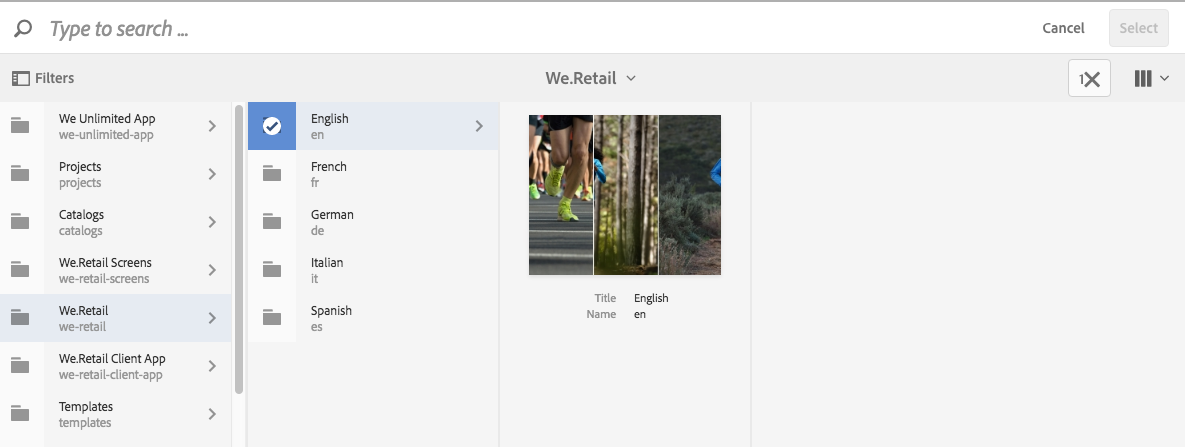 Type to search ...
Cancel
Select
Filters
We.Retail
1
We Unlimited App
we-unlimited-app
Projects
projects
Catalogs
catalogs
We.Retail Screens
we-retail-screens
We.Retail
we-retail
We.Retail Client App
we-retail-client-app
Templates
templates
English
en
French
fr
German
de
Italian
it
Spanish
es
Title English
Name en